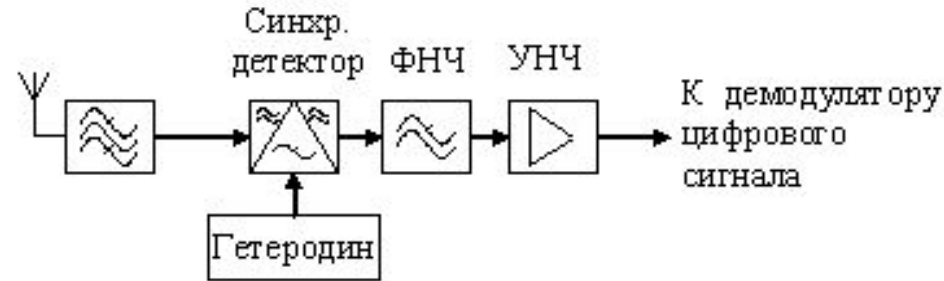 Синхр.
детектор
ФНЧ
УНЧ
К демодулятору
цифрового
сигнала
Гетеродин